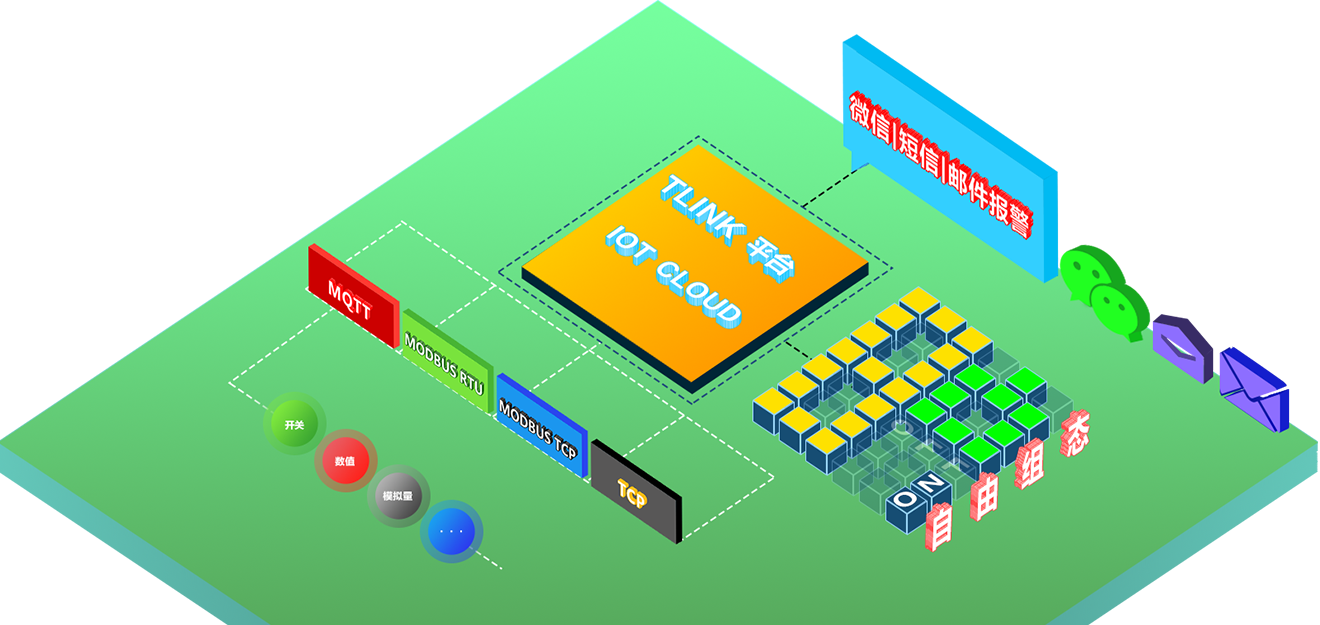 微信|短信|邮件报警
TLINK 平台
IOT CLOUD
MQTT
MODBUS RTU
MODBUS TCP
TCP
开关
数值
模拟量
...
ON
自由组态